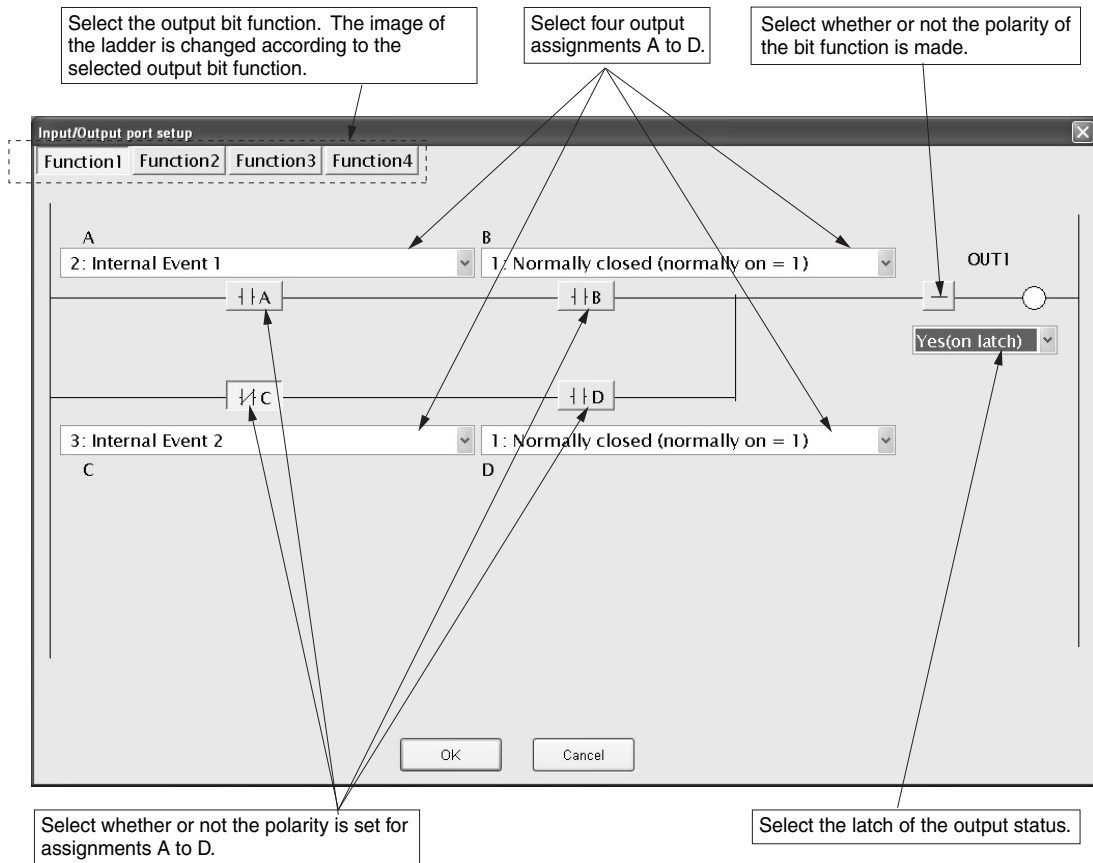 Select the output bit function.  The image of
the ladder is changed according to the
selected output bit function.
Select four output
assignments A to D.
Select whether or not the polarity of
the bit function is made.
Input/Output port setup
Function1 Function2 Function3 Function4
A
2: Internal Event 1
B
1: Normally closed (normally on = 1)
OUT1
A
B
Yes(on latch)
C
D
3: Internal Event 2
1: Normally closed (normally on = 1)
C
D
OK
Cancel
Select whether or not the polarity is set for
assignments A to D.
Select the latch of the output status.